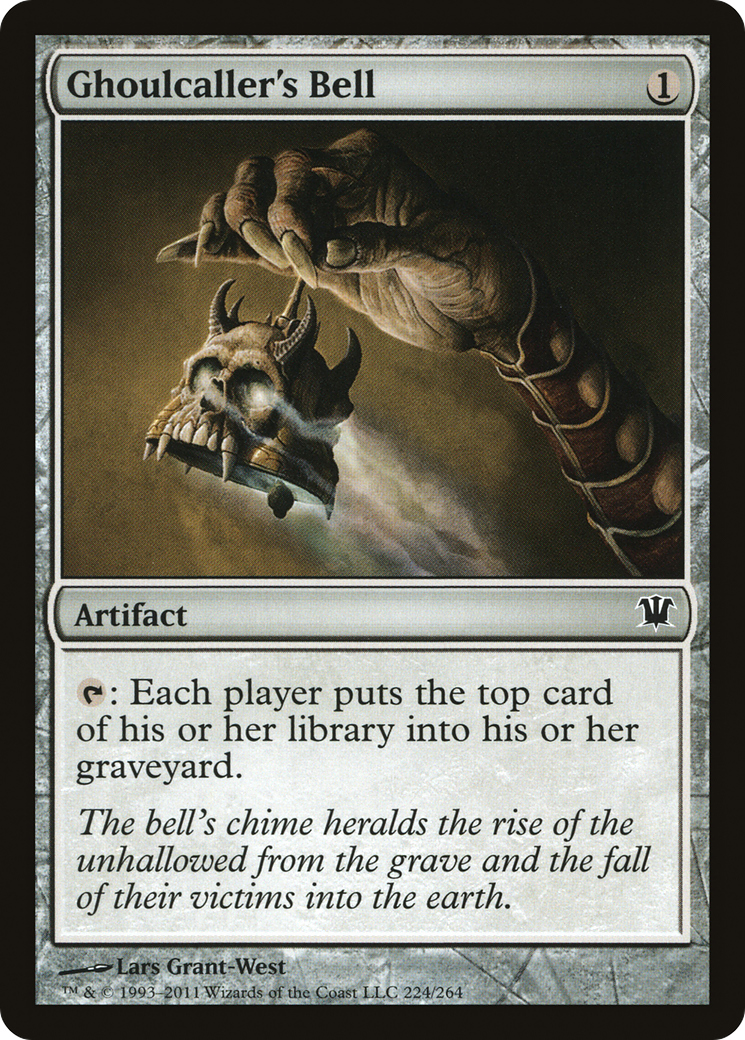 Ghoulcaller's Bell 1
Artifact
: Each player puts the top card
of his or her library into his or her
graveyard.
The bell's chime heralds the rise of the
unhallowed from the grave and the fall
of their victims into the earth.
Lars Grant-West
™ & © 1993–2011 Wizards of the Coast LLC 224/264